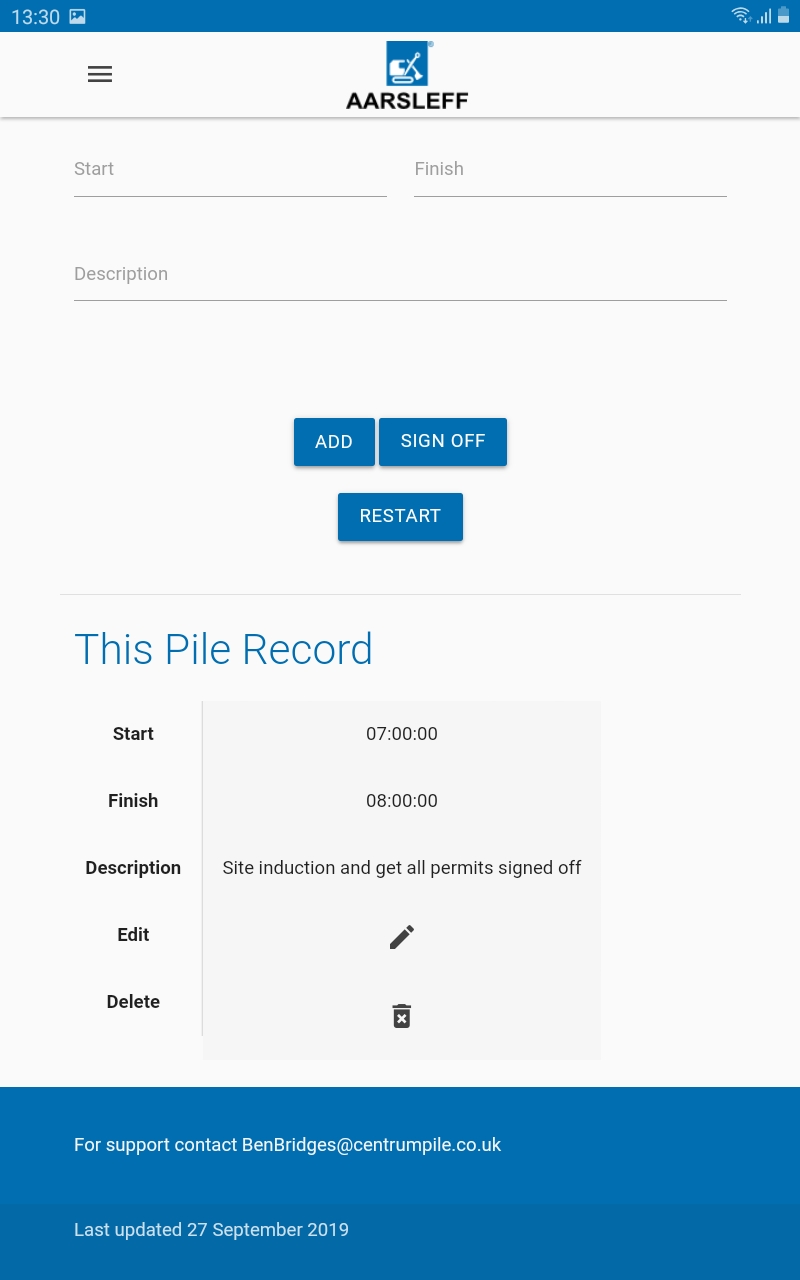 13:30
AARSLEFF
Start Finish
Description
ADD SIGN OFF
RESTART
This Pile Record
Start 07:00:00
Finish 08:00:00
Description Site induction and get all permits signed off
Edit
Delete
For support contact BenBridges@centrumpile.co.uk
Last updated 27 September 2019